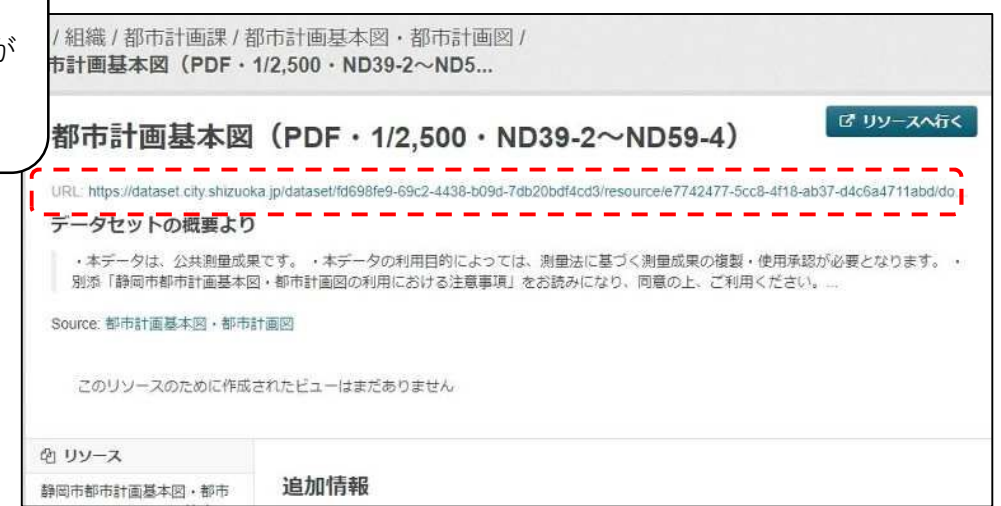 が
/ 組織 / 都市計画課 / 都市計画基本図・都市計画図 /
市計画基本図（PDF・1/2,500・ND39-2～ND5...
都市計画基本図（PDF・1/2,500・ND39-2～ND59-4）
リソースへ行く
URL: https://dataset.city.shizuoka.jp/dataset/fd698fe9-69c2-4438-b09d-7db20bdf4cd3/resource/e7742477-5cc8-4f18-ab37-d4c6a4711abd/do.
データセットの概要より
・本データは、公共測量成果です。 ・本データの利用目的によっては、測量法に基づく測量成果の複製・使用承認が必要となります。 ・
別添「静岡市都市計画基本図・都市計画図の利用における注意事項」をお読みになり、同意の上、ご利用ください。...
Source: 都市計画基本図・都市計画図
このリソースのために作成されたビューはまだありません
リソース
静岡市都市計画基本図・都市
追加情報